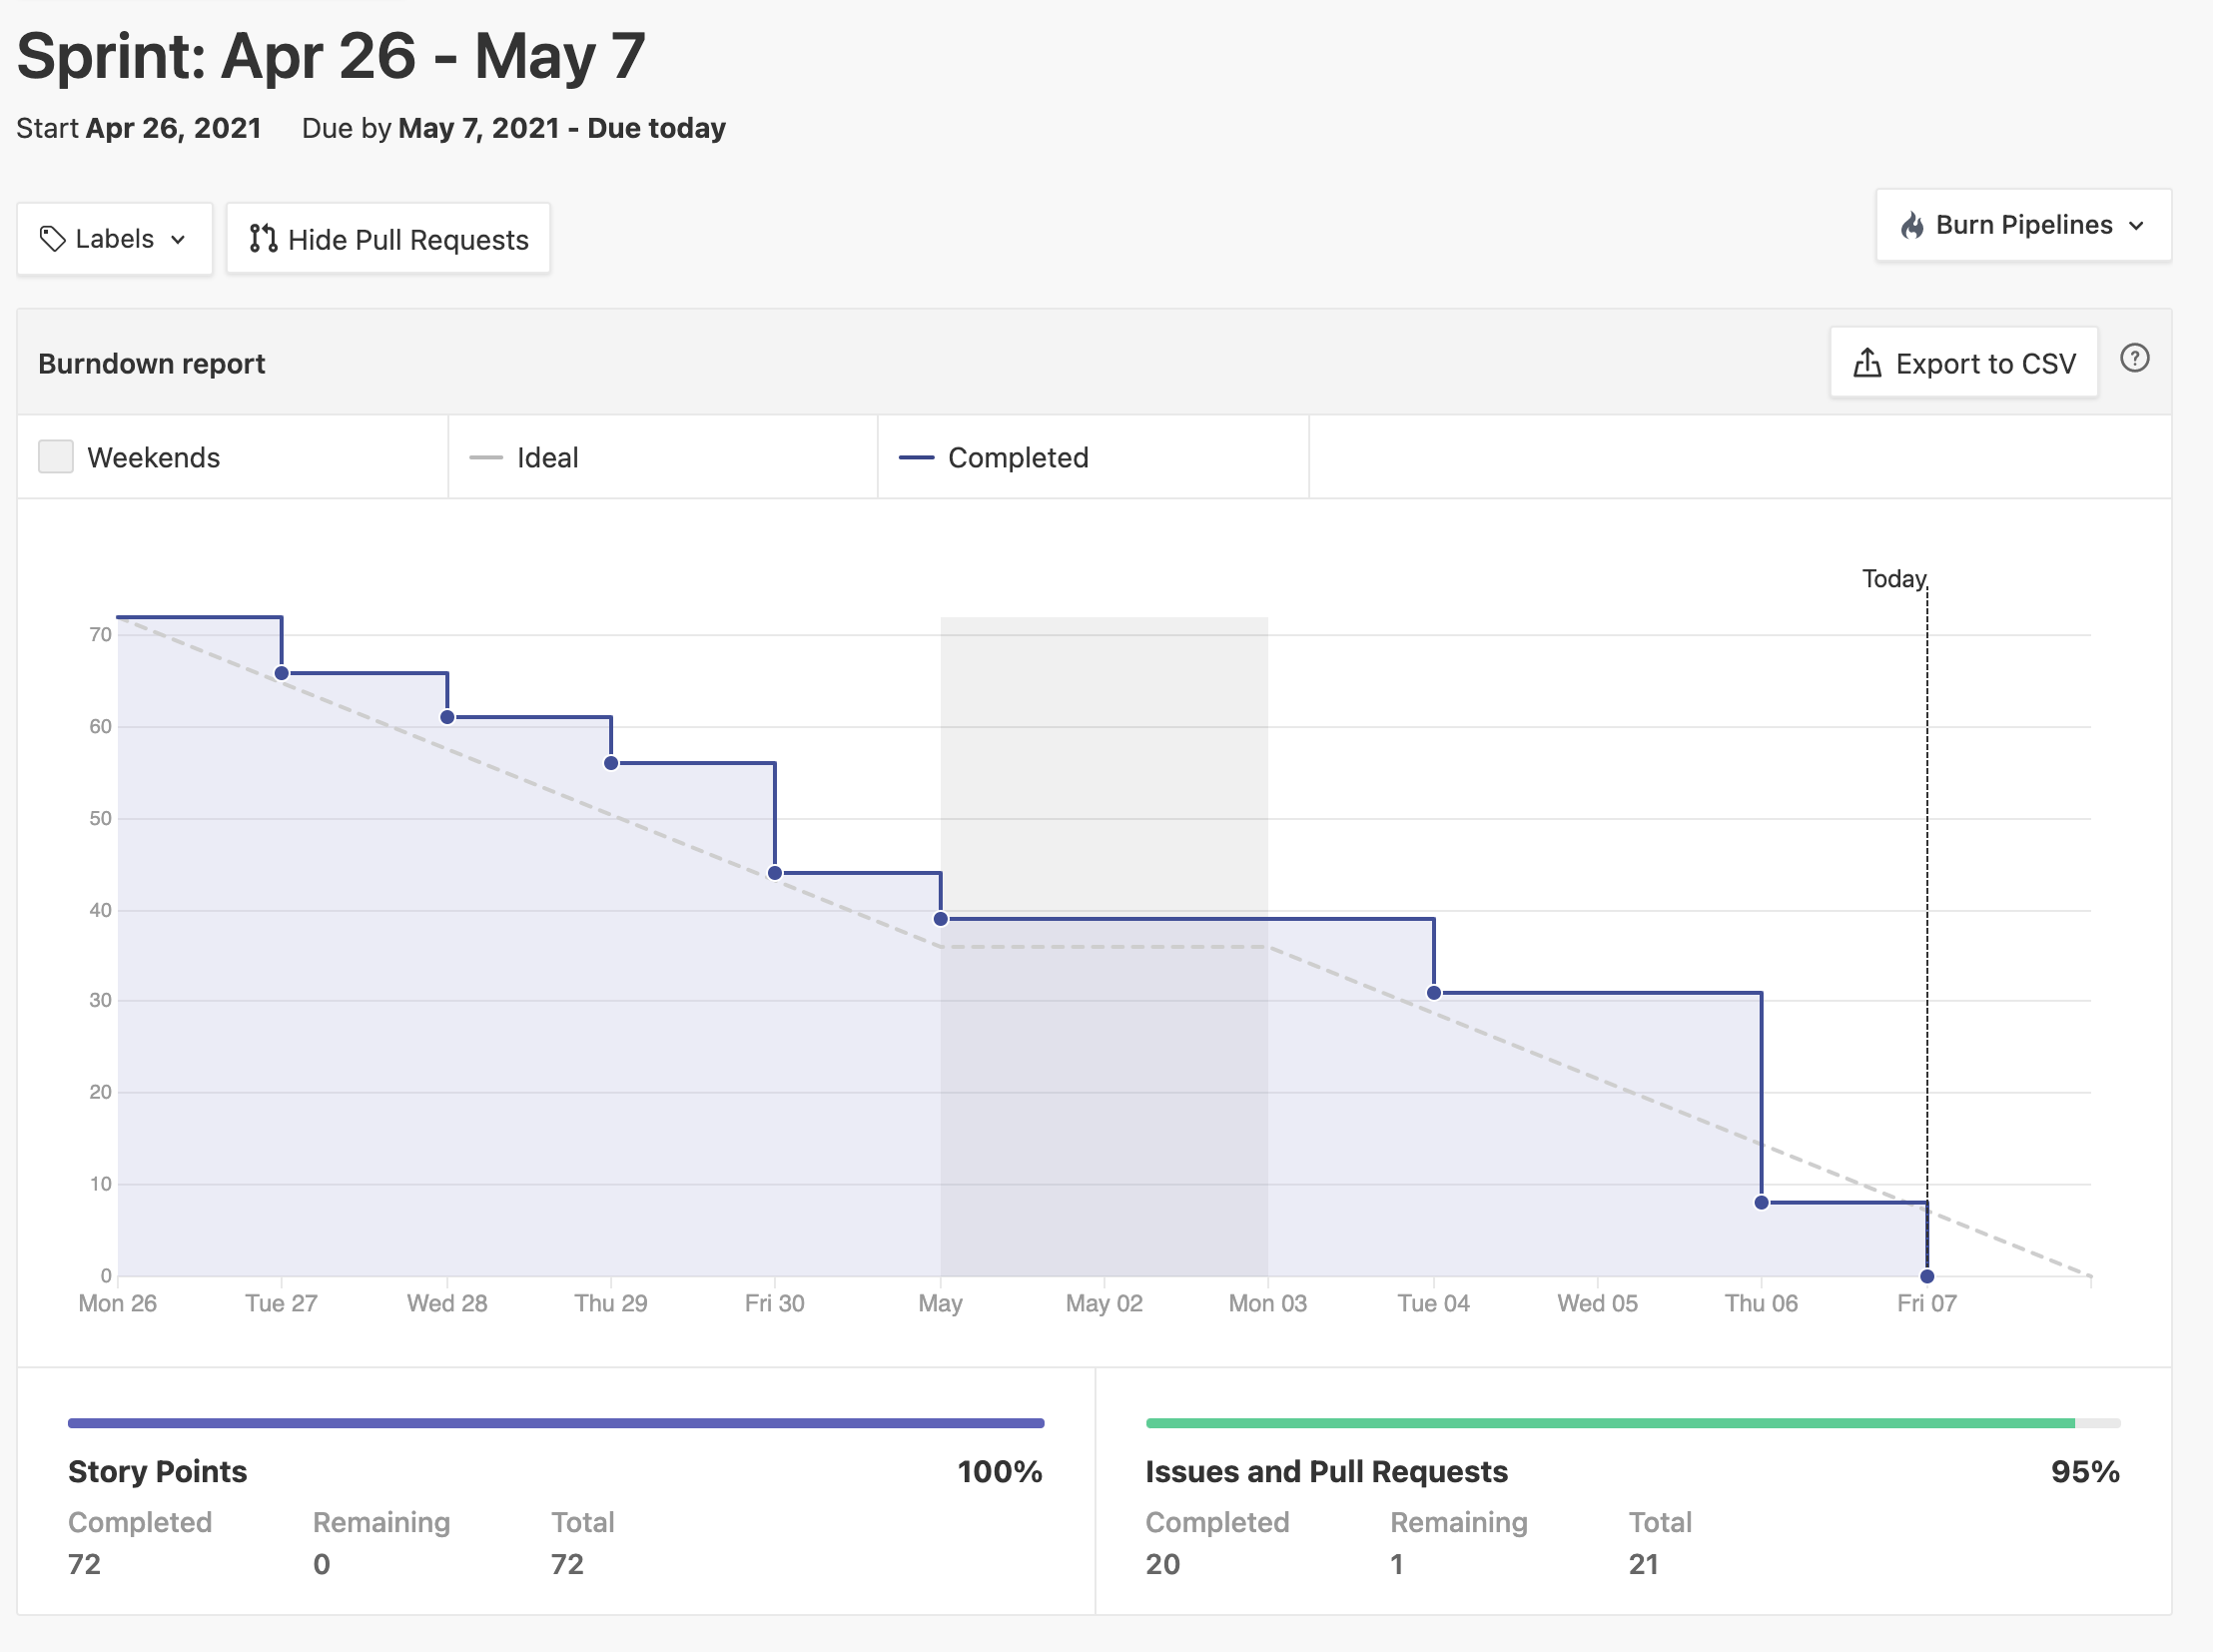 Sprint: Apr 26 - May 7
Start Apr 26, 2021 Due by May 7, 2021 - Due today
Labels Hide Pull Requests Burn Pipelines
Burndown report Export to CSV ?
Weekends Ideal Completed
Today
70
60
50
40
30
20
10
0
Mon 26 Tue 27 Wed 28 Thu 29 Fri 30 May May 02 Mon 03 Tue 04 Wed 05 Thu 06 Fri 07
Story Points 100%
Completed Remaining Total
72 0 72
Issues and Pull Requests 95%
Completed Remaining Total
20 1 21